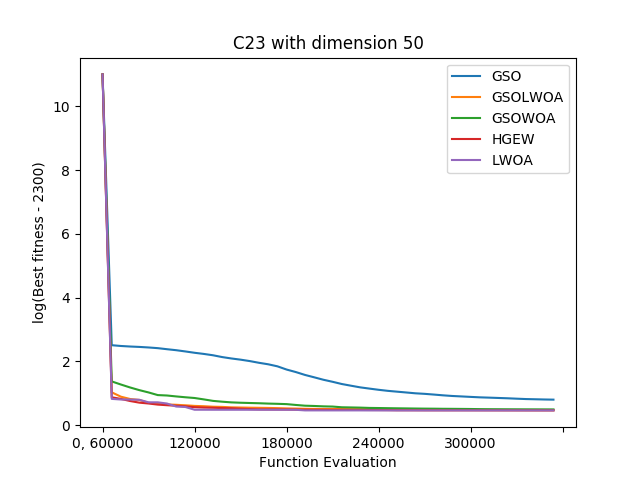 C23 with dimension 50
log(Best fitness - 2300)
10
8
6
4
2
0
GSO
GSOLWOA
GSOWOA
HGEW
LWOA
0, 60000 120000 180000 240000 300000
Function Evaluation